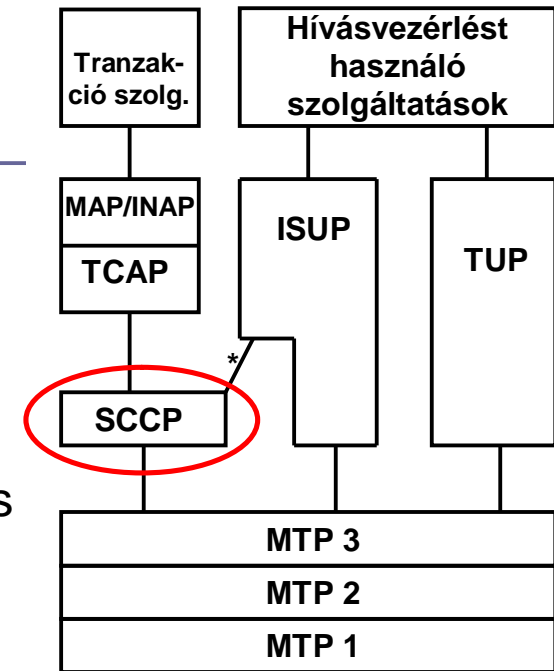 Tranzak-
ció szolg.
Hívásvezérlést
használó
szolgáltatások
MAP/INAP
TCAP
ISUP
TUP
*
SCCP
s
MTP 3
MTP 2
MTP 1